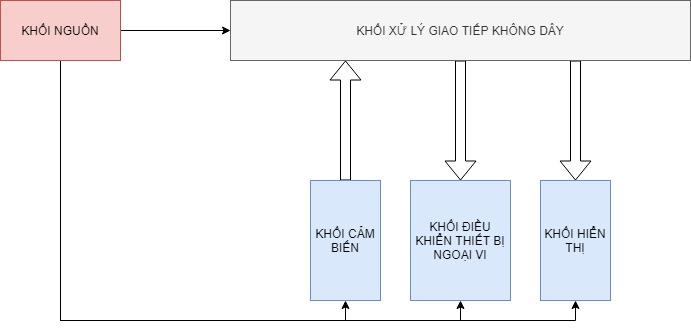 KHỐI NGUỒN
KHỐI XỬ LÝ GIAO TIẾP KHÔNG DÂY
KHỐI CẢM
BIẾN
KHỐI ĐIỀU
KHIỂN THIẾT BỊ
NGOẠI VI
KHỐI HIỂN
THỊ